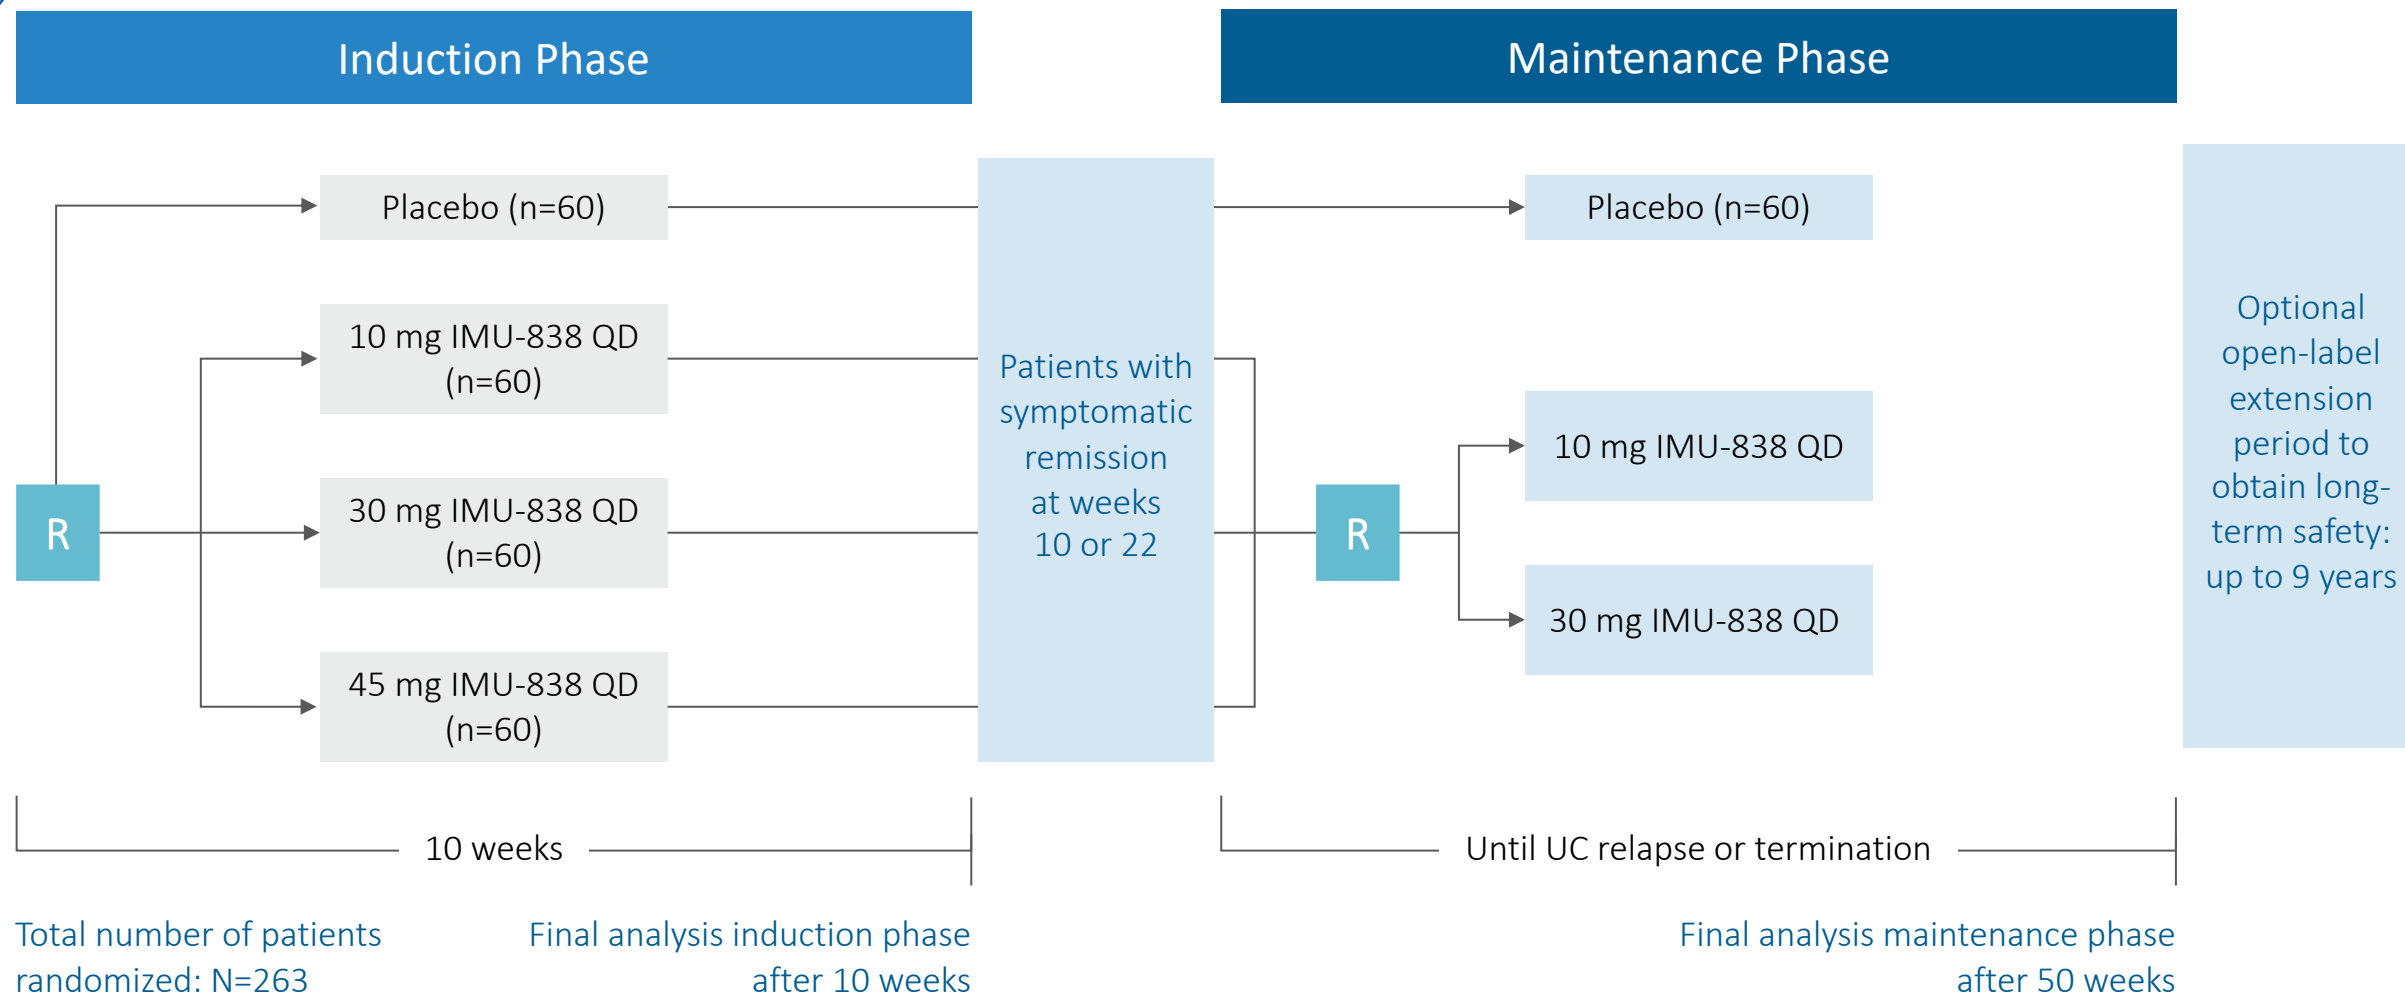 Induction Phase
Maintenance Phase
Placebo (n=60)
10 mg IMU-838 QD
(n=60)
R
30 mg IMU-838 QD
(n=60)
45 mg IMU-838 QD
(n=60)
Patients with
symptomatic
remission
at weeks
10 or 22
Placebo (n=60)
R
10 mg IMU-838 QD
30 mg IMU-838 QD
Optional
open-label
extension
period to
obtain long-
term safety:
up to 9 years
10 weeks
Until UC relapse or termination
Total number of patients
randomized: N=263
Final analysis induction phase
after 10 weeks
Final analysis maintenance phase
after 50 weeks